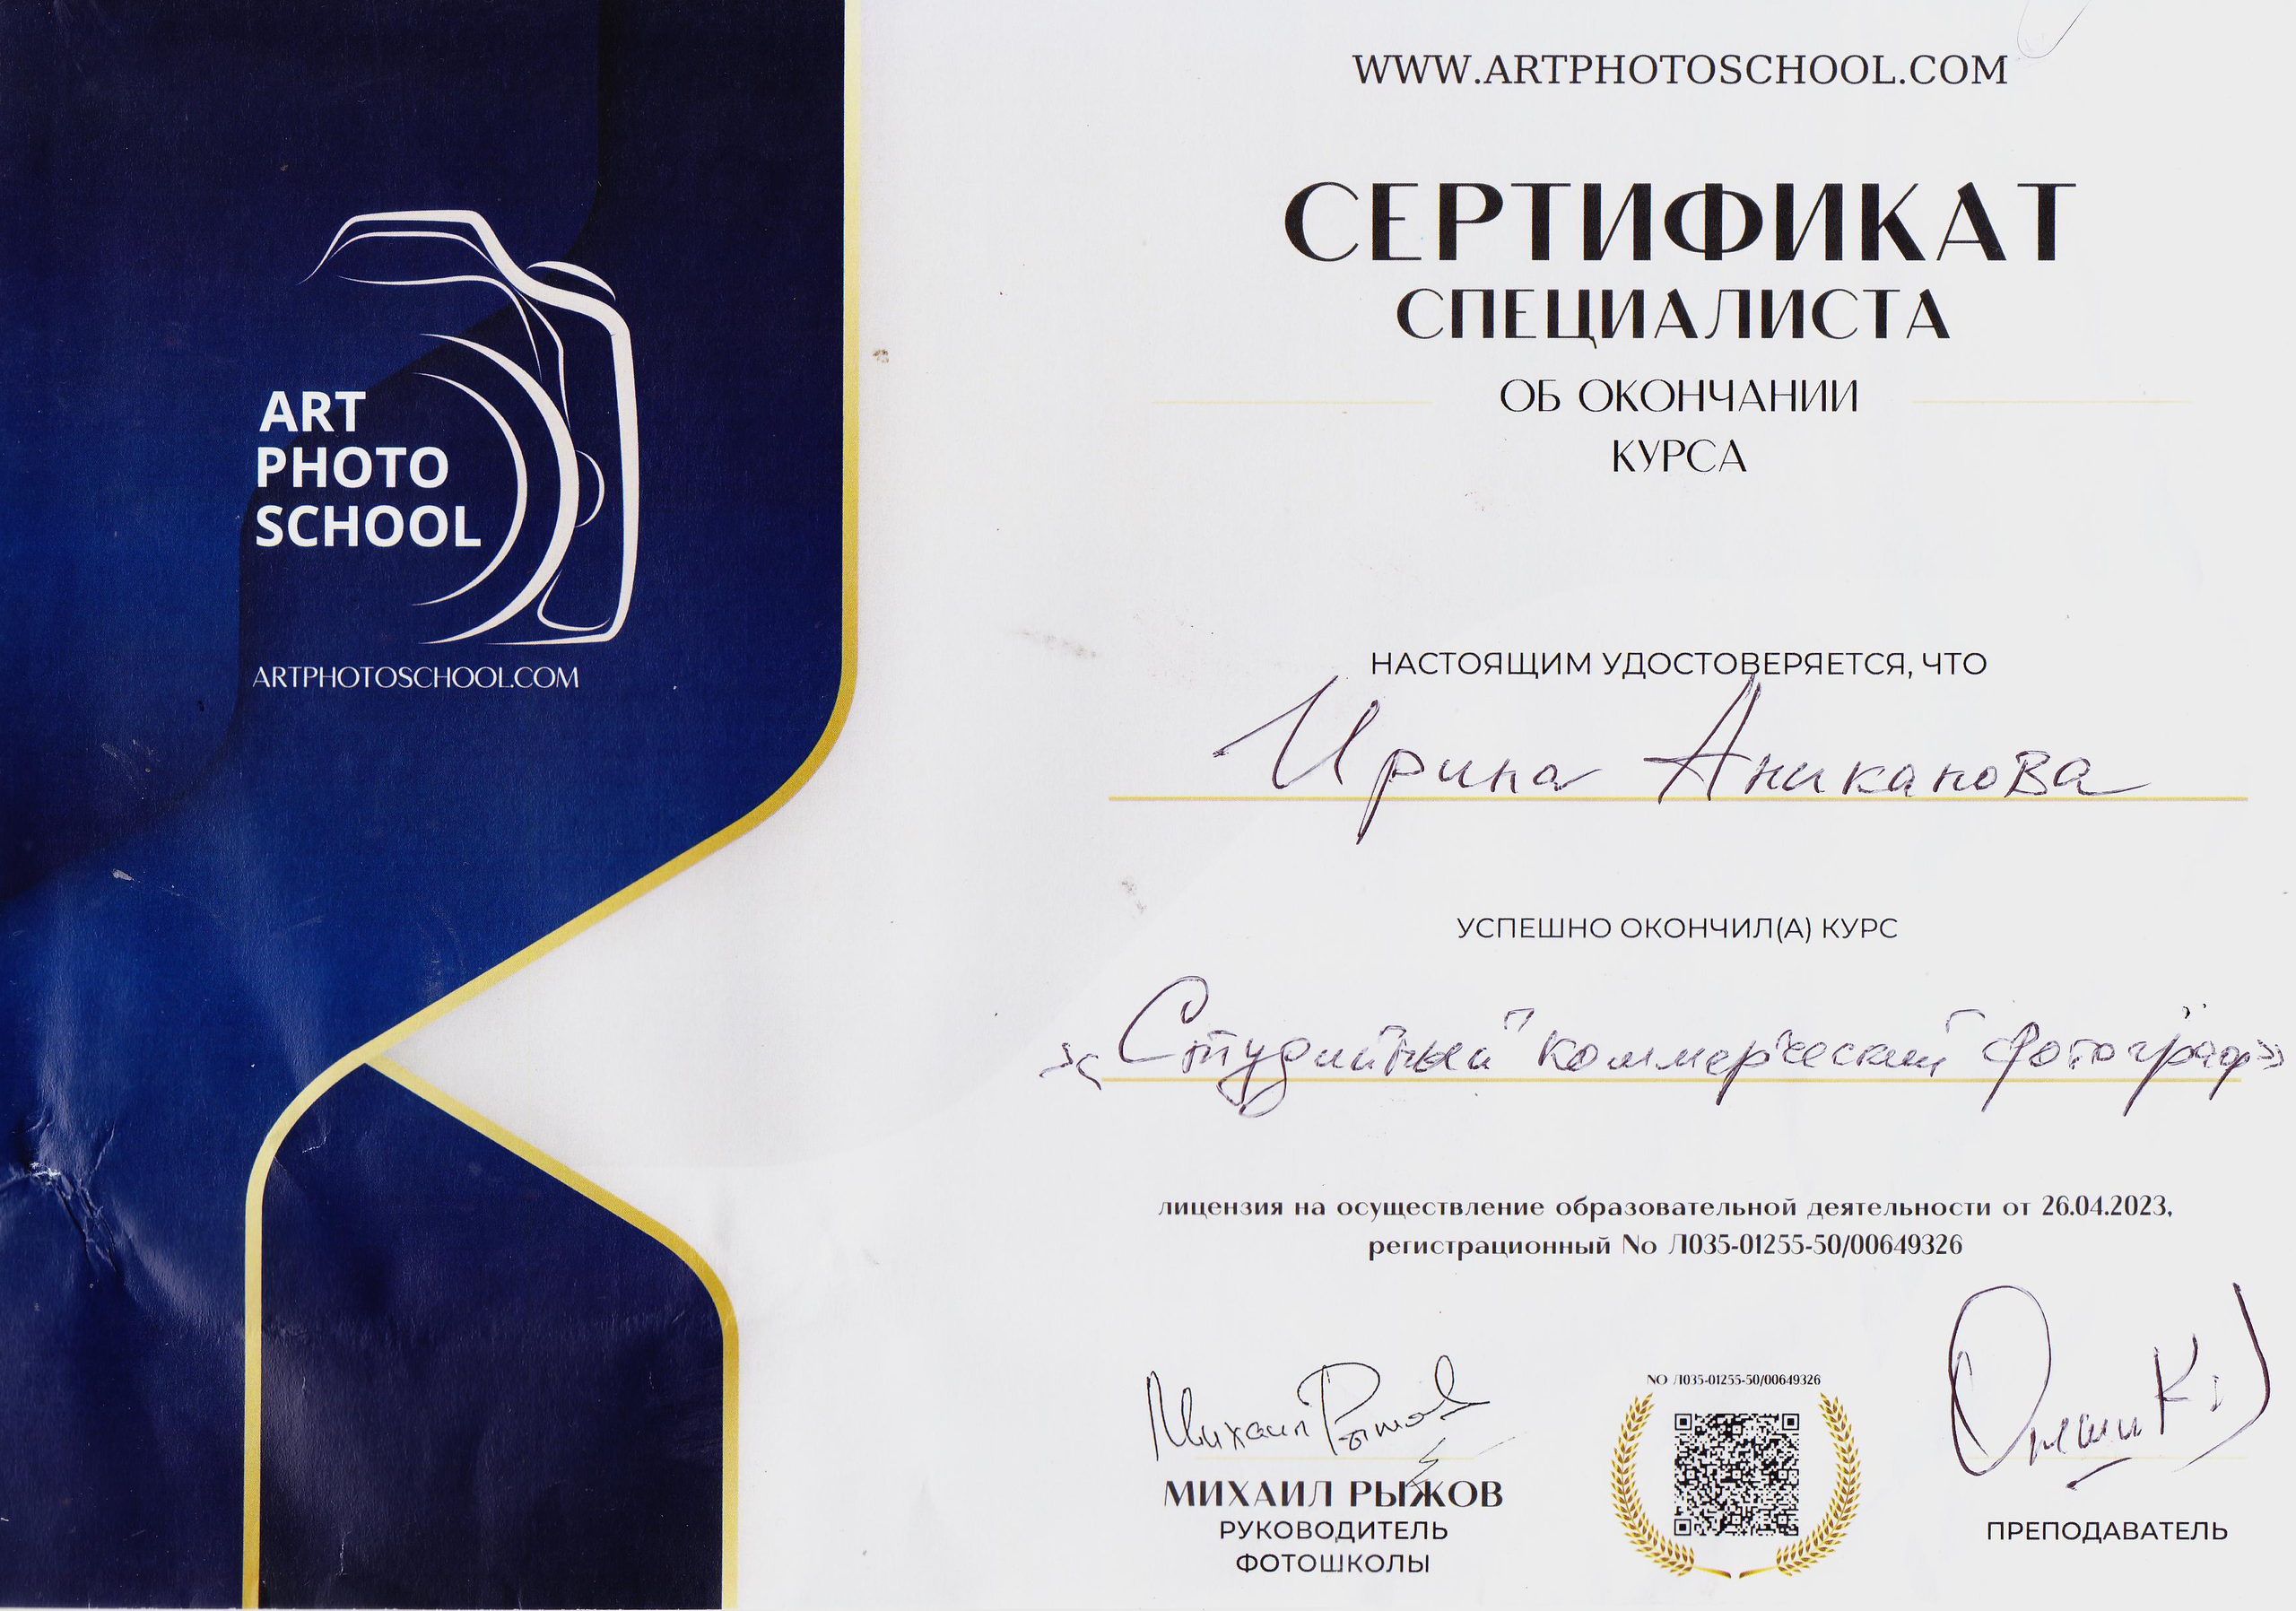 WWW.ARTPHOTOSCHOOL.COM
СЕРТИФИКАТ
СПЕЦИАЛИСТА
ОБ ОКОНЧАНИИ
КУРСА
ART
PHOTO
SCHOOL
ARTPHOTOSCHOOL.COM
НАСТОЯЩИМ УДОСТОВЕРЯЕТСЯ, ЧТО
Ирина Аниканова
УСПЕШНО ОКОНЧИЛ(А) КУРС
«Студийный коммерческий фотограф»
лицензия на осуществление образовательной деятельности от 26.04.2023,
регистрационный No Л035-01255-50/00649326
NO Л035-01255-50/00649326
Михаил Рыжов
МИХАИЛ РЫЖОВ
РУКОВОДИТЕЛЬ
ФОТОШКОЛЫ
ПРЕПОДАВАТЕЛЬ